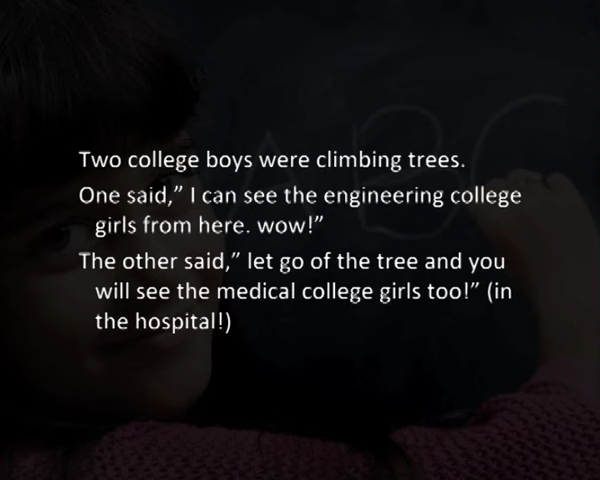 ABC
Two college boys were climbing trees.
One said,” I can see the engineering college
girls from here. wow!”
The other said,” let go of the tree and you
will see the medical college girls too!” (in
the hospital!)